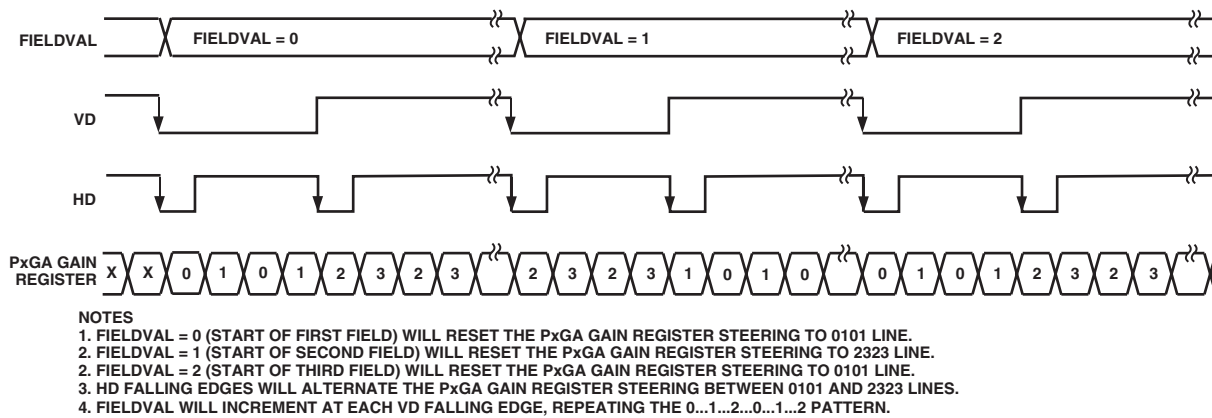 FIELDVAL FIELDVAL = 0 FIELDVAL = 1 FIELDVAL = 2
VD
HD
PxGA GAIN
REGISTER X X 0 1 0 1 2 3 2 3 2 3 2 3 1 0 1 0 0 1 0 1 2 3 2 3
NOTES
1. FIELDVAL = 0 (START OF FIRST FIELD) WILL RESET THE PxGA GAIN REGISTER STEERING TO 0101 LINE.
2. FIELDVAL = 1 (START OF SECOND FIELD) WILL RESET THE PxGA GAIN REGISTER STEERING TO 2323 LINE.
2. FIELDVAL = 2 (START OF THIRD FIELD) WILL RESET THE PxGA GAIN REGISTER STEERING TO 0101 LINE.
3. HD FALLING EDGES WILL ALTERNATE THE PxGA GAIN REGISTER STEERING BETWEEN 0101 AND 2323 LINES.
4. FIELDVAL WILL INCREMENT AT EACH VD FALLING EDGE, REPEATING THE 0...1...2...0...1...2 PATTERN.